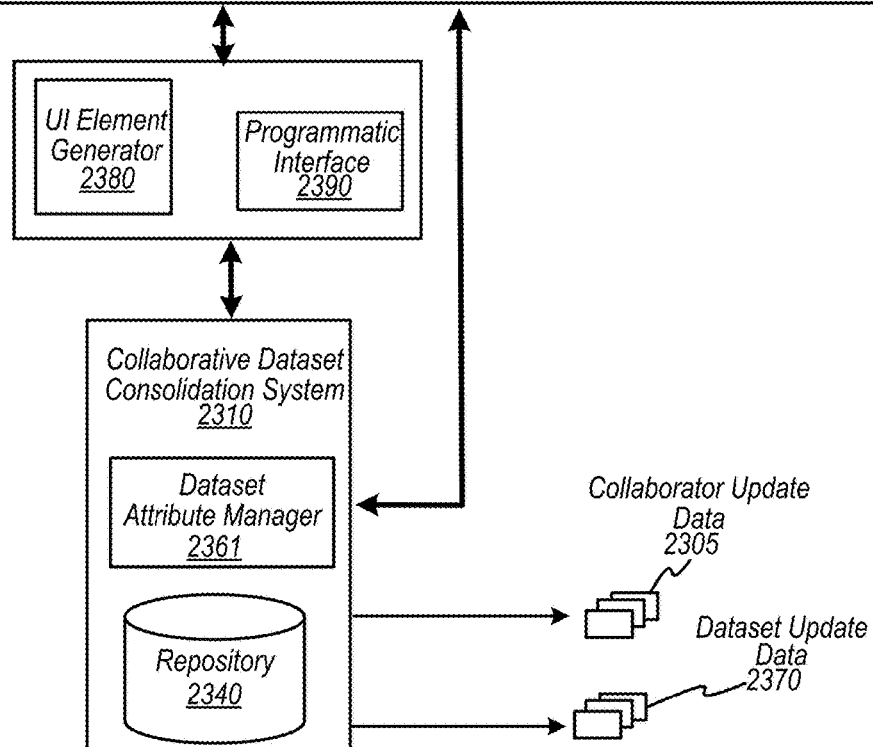 UI Element
Generator
2380
Programmatic
Interface
2390
Collaborative Dataset
Consolidation System
2310
Dataset
Attribute Manager
2361
Repository
2340
Collaborator Update
Data
2305
Dataset Update
Data
2370